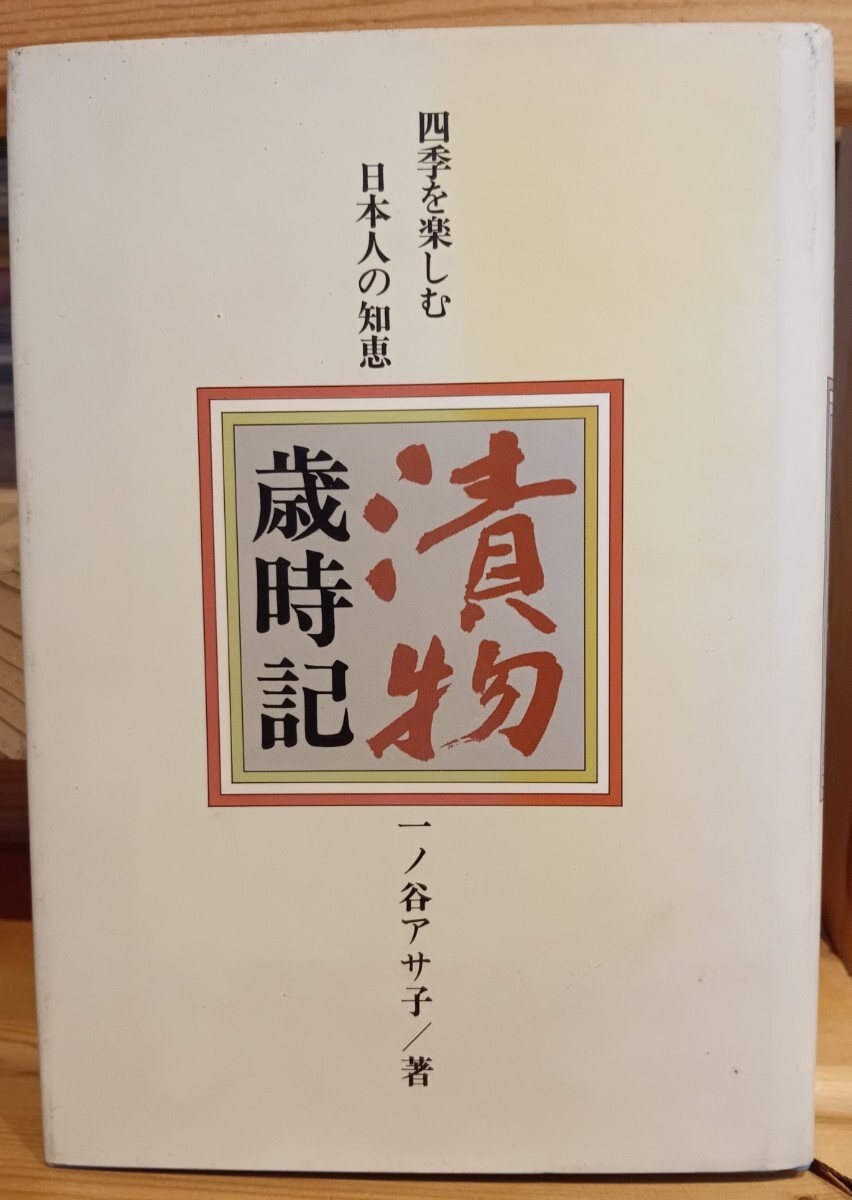 四季を楽しむ
日本人の知恵
漬物
歳時記
一ノ谷アサ子/著